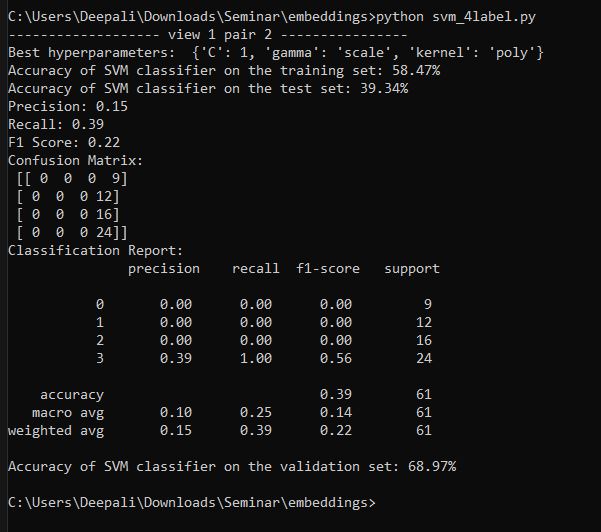 C:\Users\Deepali\Downloads\Seminar\embeddings>python svm_4label.py
------------------- view 1 pair 2 ----------------
Best hyperparameters:  {'C': 1, 'gamma': 'scale', 'kernel': 'poly'}
Accuracy of SVM classifier on the training set: 58.47%
Accuracy of SVM classifier on the test set: 39.34%
Precision: 0.15
Recall: 0.39
F1 Score: 0.22
Confusion Matrix:
 [[ 0  0  0  9]
 [ 0  0  0 12]
 [ 0  0  0 16]
 [ 0  0  0 24]]
Classification Report:
               precision    recall  f1-score   support
           0       0.00      0.00      0.00         9
           1       0.00      0.00      0.00        12
           2       0.00      0.00      0.00        16
           3       0.39      1.00      0.56        24
    accuracy                           0.39        61
   macro avg       0.10      0.25      0.14        61
weighted avg       0.15      0.39      0.22        61
Accuracy of SVM classifier on the validation set: 68.97%
C:\Users\Deepali\Downloads\Seminar\embeddings>